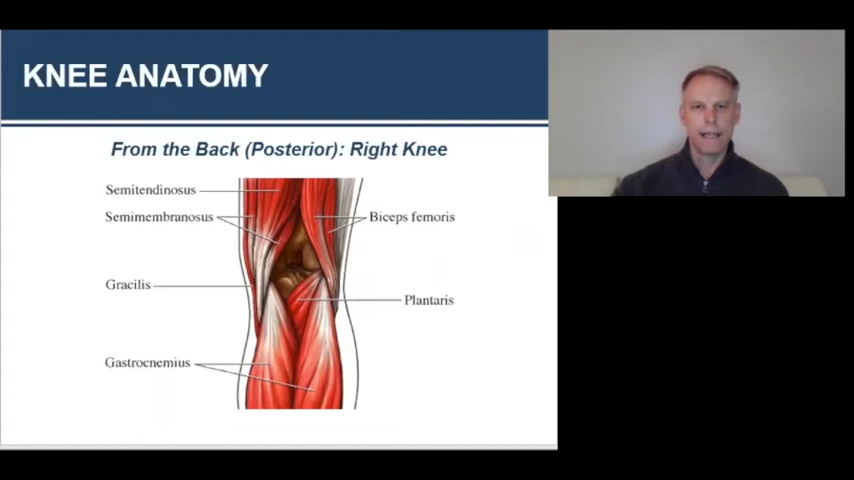 KNEE ANATOMY
From the Back (Posterior): Right Knee
Semitendinosus
Semimembranosus
Biceps femoris
Gracilis
Plantaris
Gastrocnemius